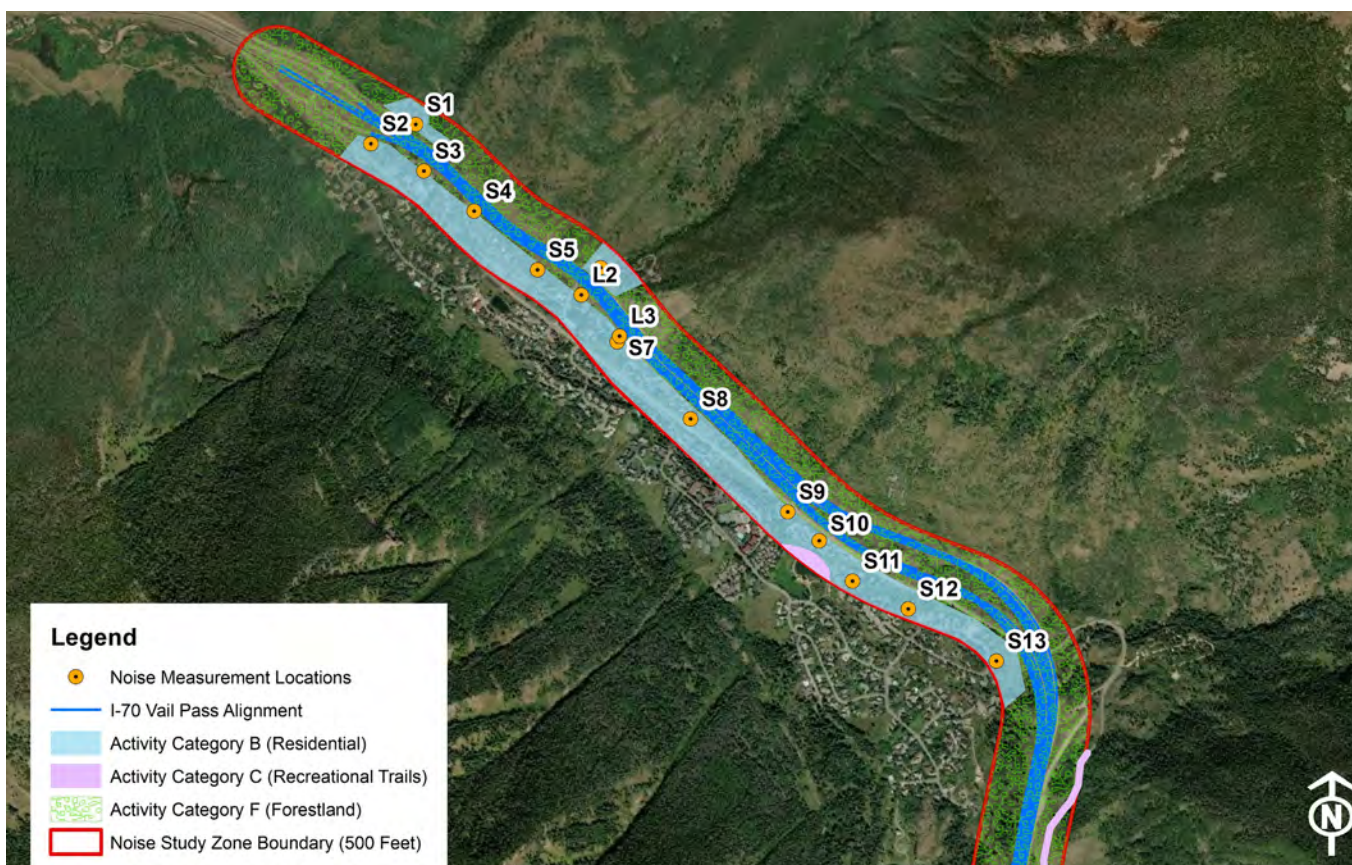 S1
S2
S3
S4
S5
L2
L3
S7
S8
S9
S10
S11
S12
S13
Legend
Noise Measurement Locations
I-70 Vail Pass Alignment
Activity Category B (Residential)
Activity Category C (Recreational Trails)
Activity Category F (Forestland)
Noise Study Zone Boundary (500 Feet)
N